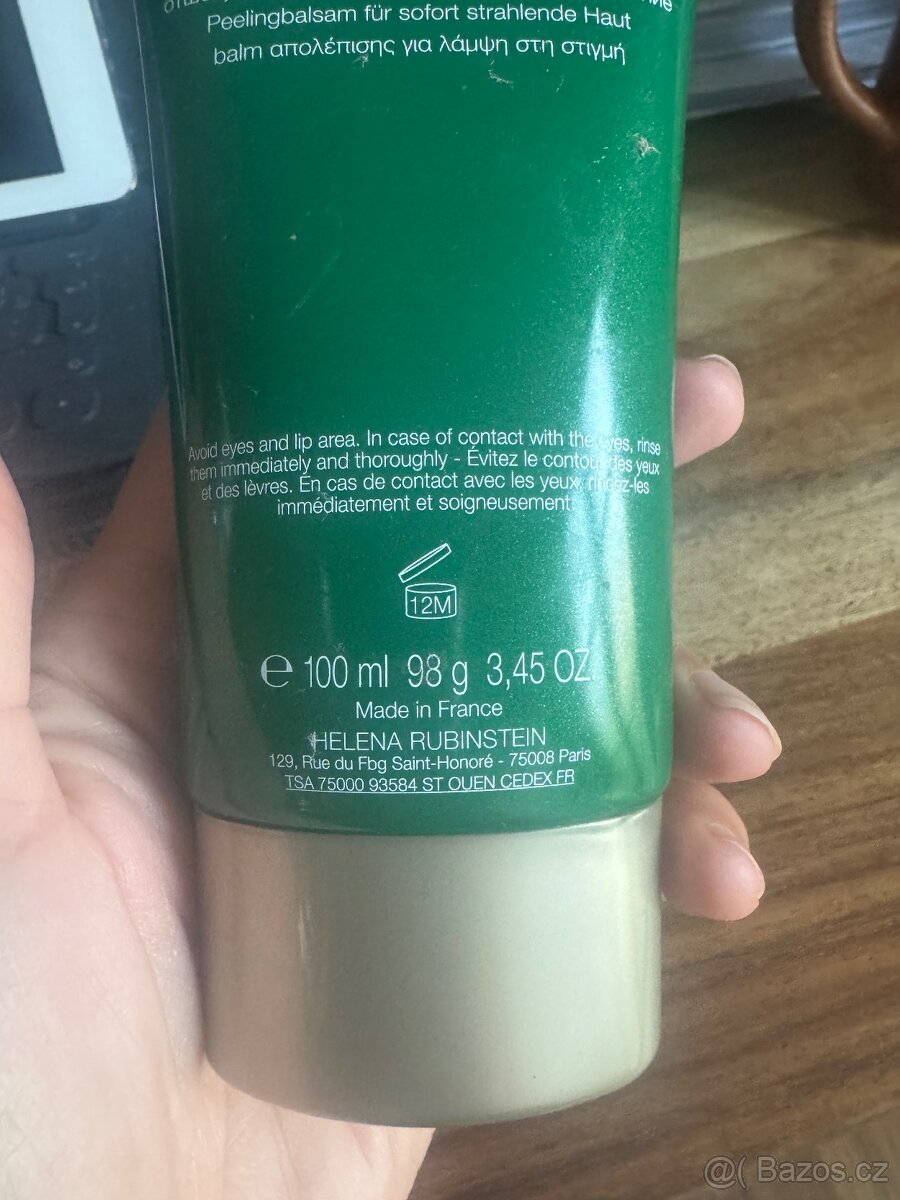 Peelingbalsam für sofort strahlende Haut
balm απολέπισης για λάμψη στη στιγμή
Avoid eyes and lip area. In case of contact with the eyes, rinse
them immediately and thoroughly - Évitez le contour des yeux
et des lèvres. En cas de contact avec les yeux, rincez-les
immédiatement et soigneusement.
12M
℮ 100 ml 98 g 3,45 OZ
Made in France
HELENA RUBINSTEIN
129, Rue du Fbg Saint-Honoré - 75008 Paris
TSA 75000 93584 ST OUEN CEDEX FR
@( Bazos.cz